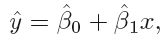 ŷ = β̂₀ + β̂₁x,